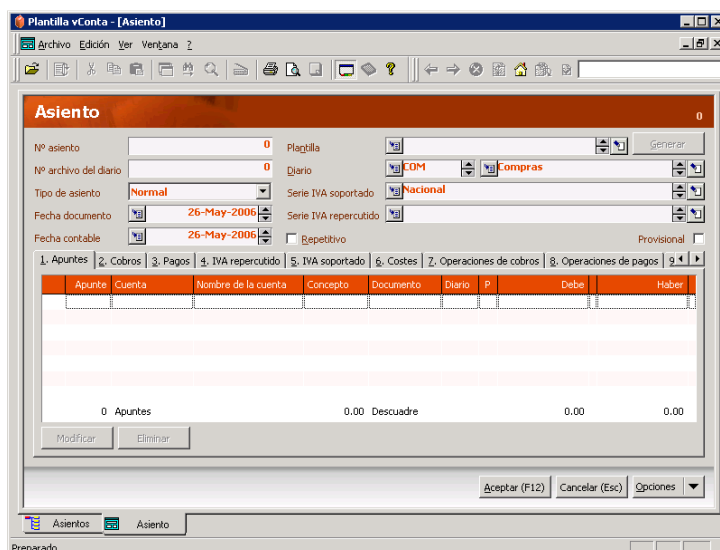 Plantilla vConta - [Asiento]
Archivo Edición Ver Ventana ?
Asiento 0
Nº asiento 0 Plantilla Generar
Nº archivo del diario 0 Diario COM Compras
Tipo de asiento Normal Serie IVA soportado Nacional
Fecha documento 26-May-2006 Serie IVA repercutido
Fecha contable 26-May-2006 Repetitivo Provisional
1. Apuntes 2. Cobros 3. Pagos 4. IVA repercutido 5. IVA soportado 6. Costes 7. Operaciones de cobros 8. Operaciones de pagos 9
Apunte Cuenta Nombre de la cuenta Concepto Documento Diario P Debe Haber
0 Apuntes 0.00 Descuadre 0.00 0.00
Modificar Eliminar
Aceptar (F12) Cancelar (Esc) Opciones
Asientos Asiento
Preparado